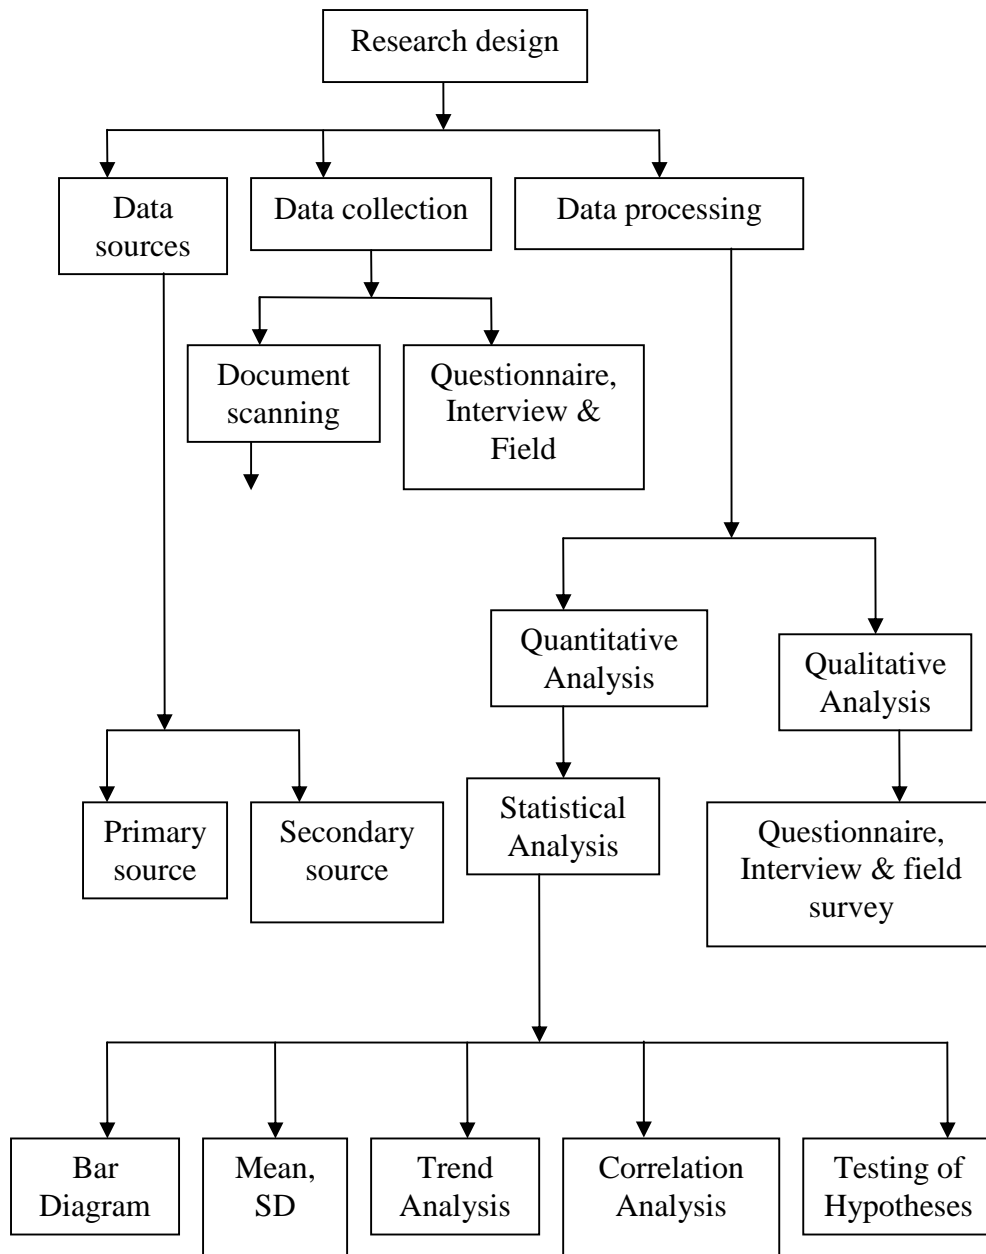 Research design
Data
sources
Data collection
Data processing
Document
scanning
Questionnaire,
Interview &
Field
Quantitative
Analysis
Qualitative
Analysis
Primary
source
Secondary
source
Statistical
Analysis
Questionnaire,
Interview & field
survey
Bar
Diagram
Mean,
SD
Trend
Analysis
Correlation
Analysis
Testing of
Hypotheses